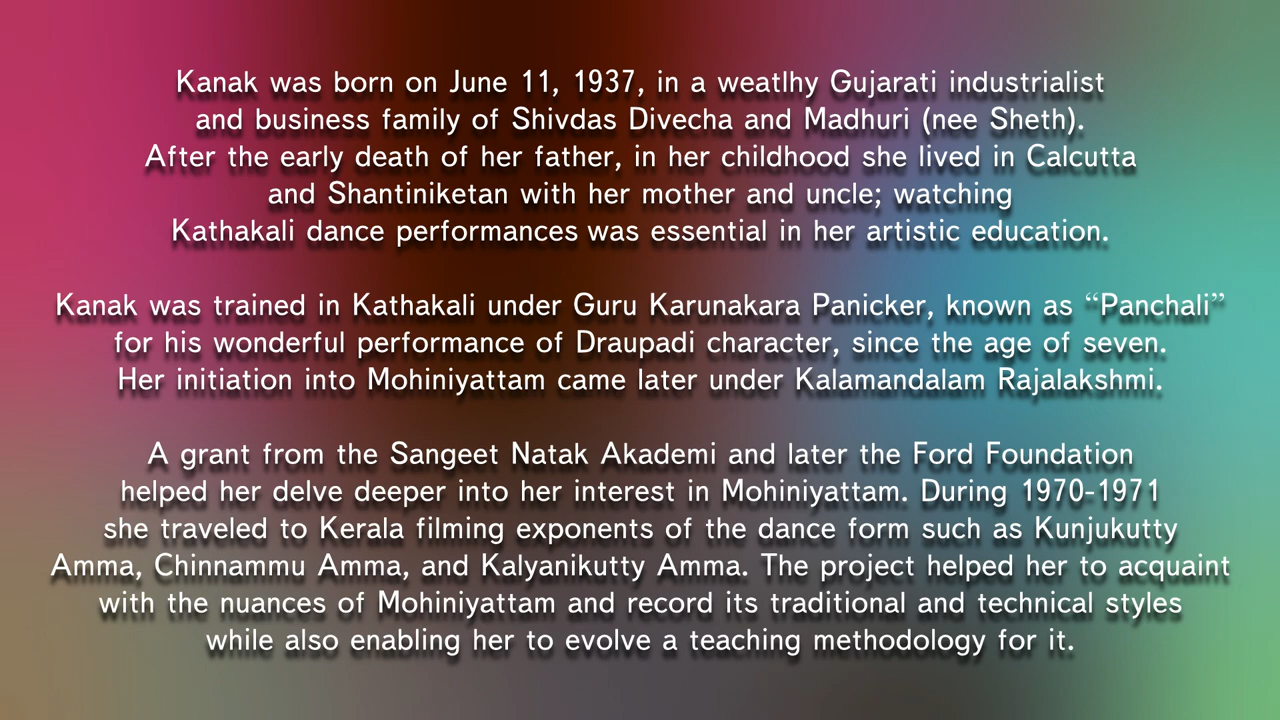 Kanak was born on June 11, 1937, in a weatlhy Gujarati industrialist
and business family of Shivdas Divecha and Madhuri (nee Sheth).
After the early death of her father, in her childhood she lived in Calcutta
and Shantiniketan with her mother and uncle; watching
Kathakali dance performances was essential in her artistic education.
Kanak was trained in Kathakali under Guru Karunakara Panicker, known as “Panchali”
for his wonderful performance of Draupadi character, since the age of seven.
Her initiation into Mohiniyattam came later under Kalamandalam Rajalakshmi.
A grant from the Sangeet Natak Akademi and later the Ford Foundation
helped her delve deeper into her interest in Mohiniyattam. During 1970-1971
she traveled to Kerala filming exponents of the dance form such as Kunjukutty
Amma, Chinnammu Amma, and Kalyanikutty Amma. The project helped her to acquaint
with the nuances of Mohiniyattam and record its traditional and technical styles
while also enabling her to evolve a teaching methodology for it.